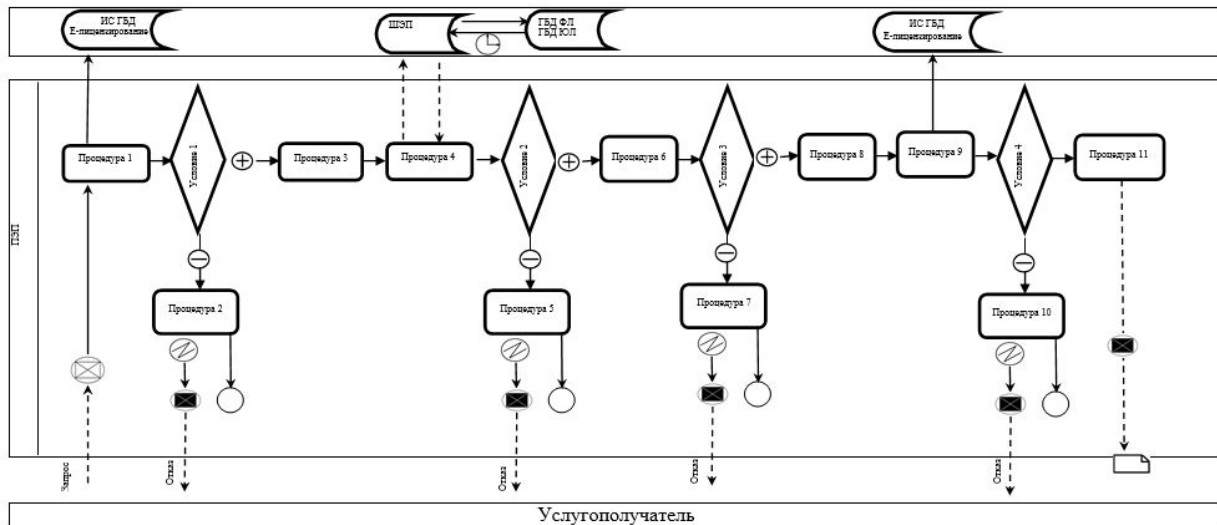 ИС ГБД
Е-лицензирование
ШЭП
ГБД ФЛ
ГБД ЮЛ
ИС ГБД
Е-лицензирование
ПЭП
Процедура 1
Условие 1
Процедура 3
Процедура 4
Условие 2
Процедура 6
Условие 3
Процедура 8
Процедура 9
Условие 4
Процедура 11
Процедура 2
Процедура 5
Процедура 7
Процедура 10
Запрос
Отказ
Отказ
Отказ
Отказ
Услугополучатель